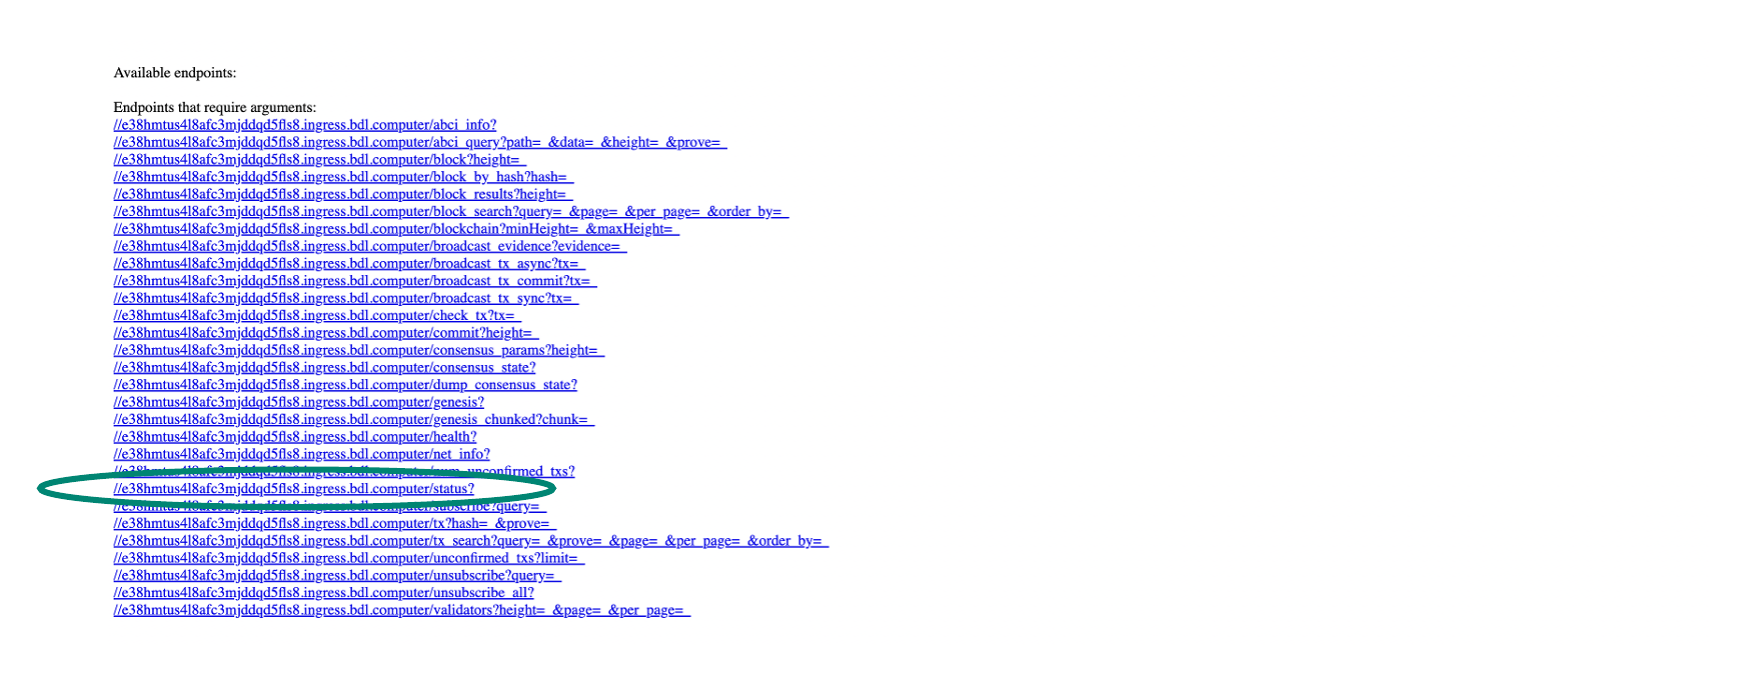 Available endpoints:
Endpoints that require arguments:
//e38hmtus4l8afc3mjddqd5fls8.ingress.bdl.computer/abci_info?
//e38hmtus4l8afc3mjddqd5fls8.ingress.bdl.computer/abci_query?path=_&data=_&height=_&prove=_
//e38hmtus4l8afc3mjddqd5fls8.ingress.bdl.computer/block?height=_
//e38hmtus4l8afc3mjddqd5fls8.ingress.bdl.computer/block_by_hash?hash=_
//e38hmtus4l8afc3mjddqd5fls8.ingress.bdl.computer/block_results?height=_
//e38hmtus4l8afc3mjddqd5fls8.ingress.bdl.computer/block_search?query=_&page=_&per_page=_&order_by=_
//e38hmtus4l8afc3mjddqd5fls8.ingress.bdl.computer/blockchain?minHeight=_&maxHeight=_
//e38hmtus4l8afc3mjddqd5fls8.ingress.bdl.computer/broadcast_evidence?evidence=_
//e38hmtus4l8afc3mjddqd5fls8.ingress.bdl.computer/broadcast_tx_async?tx=_
//e38hmtus4l8afc3mjddqd5fls8.ingress.bdl.computer/broadcast_tx_commit?tx=_
//e38hmtus4l8afc3mjddqd5fls8.ingress.bdl.computer/broadcast_tx_sync?tx=_
//e38hmtus4l8afc3mjddqd5fls8.ingress.bdl.computer/check_tx?tx=_
//e38hmtus4l8afc3mjddqd5fls8.ingress.bdl.computer/commit?height=_
//e38hmtus4l8afc3mjddqd5fls8.ingress.bdl.computer/consensus_params?height=_
//e38hmtus4l8afc3mjddqd5fls8.ingress.bdl.computer/consensus_state?
//e38hmtus4l8afc3mjddqd5fls8.ingress.bdl.computer/dump_consensus_state?
//e38hmtus4l8afc3mjddqd5fls8.ingress.bdl.computer/genesis?
//e38hmtus4l8afc3mjddqd5fls8.ingress.bdl.computer/genesis_chunked?chunk=_
//e38hmtus4l8afc3mjddqd5fls8.ingress.bdl.computer/health?
//e38hmtus4l8afc3mjddqd5fls8.ingress.bdl.computer/net_info?
//e38hmtus4l8afc3mjddqd5fls8.ingress.bdl.computer/num_unconfirmed_txs?
//e38hmtus4l8afc3mjddqd5fls8.ingress.bdl.computer/status?
//e38hmtus4l8afc3mjddqd5fls8.ingress.bdl.computer/subscribe?query=_
//e38hmtus4l8afc3mjddqd5fls8.ingress.bdl.computer/tx?hash=_&prove=_
//e38hmtus4l8afc3mjddqd5fls8.ingress.bdl.computer/tx_search?query=_&prove=_&page=_&per_page=_&order_by=_
//e38hmtus4l8afc3mjddqd5fls8.ingress.bdl.computer/unconfirmed_txs?limit=_
//e38hmtus4l8afc3mjddqd5fls8.ingress.bdl.computer/unsubscribe?query=_
//e38hmtus4l8afc3mjddqd5fls8.ingress.bdl.computer/unsubscribe_all?
//e38hmtus4l8afc3mjddqd5fls8.ingress.bdl.computer/validators?height=_&page=_&per_page=_